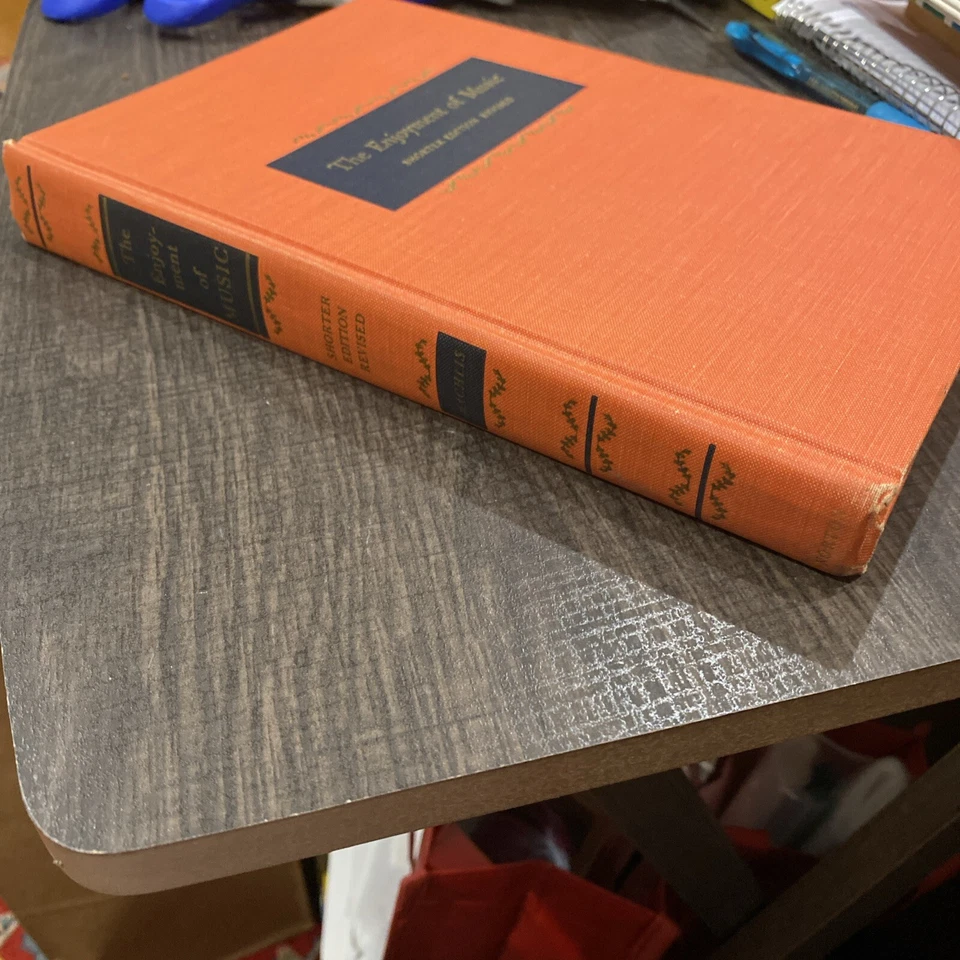 The Enjoyment of Music
SHORTER EDITION REVISED
The
Enjoy-
ment
of
MUSIC
SHORTER
EDITION
REVISED
MACHLIS
NORTON